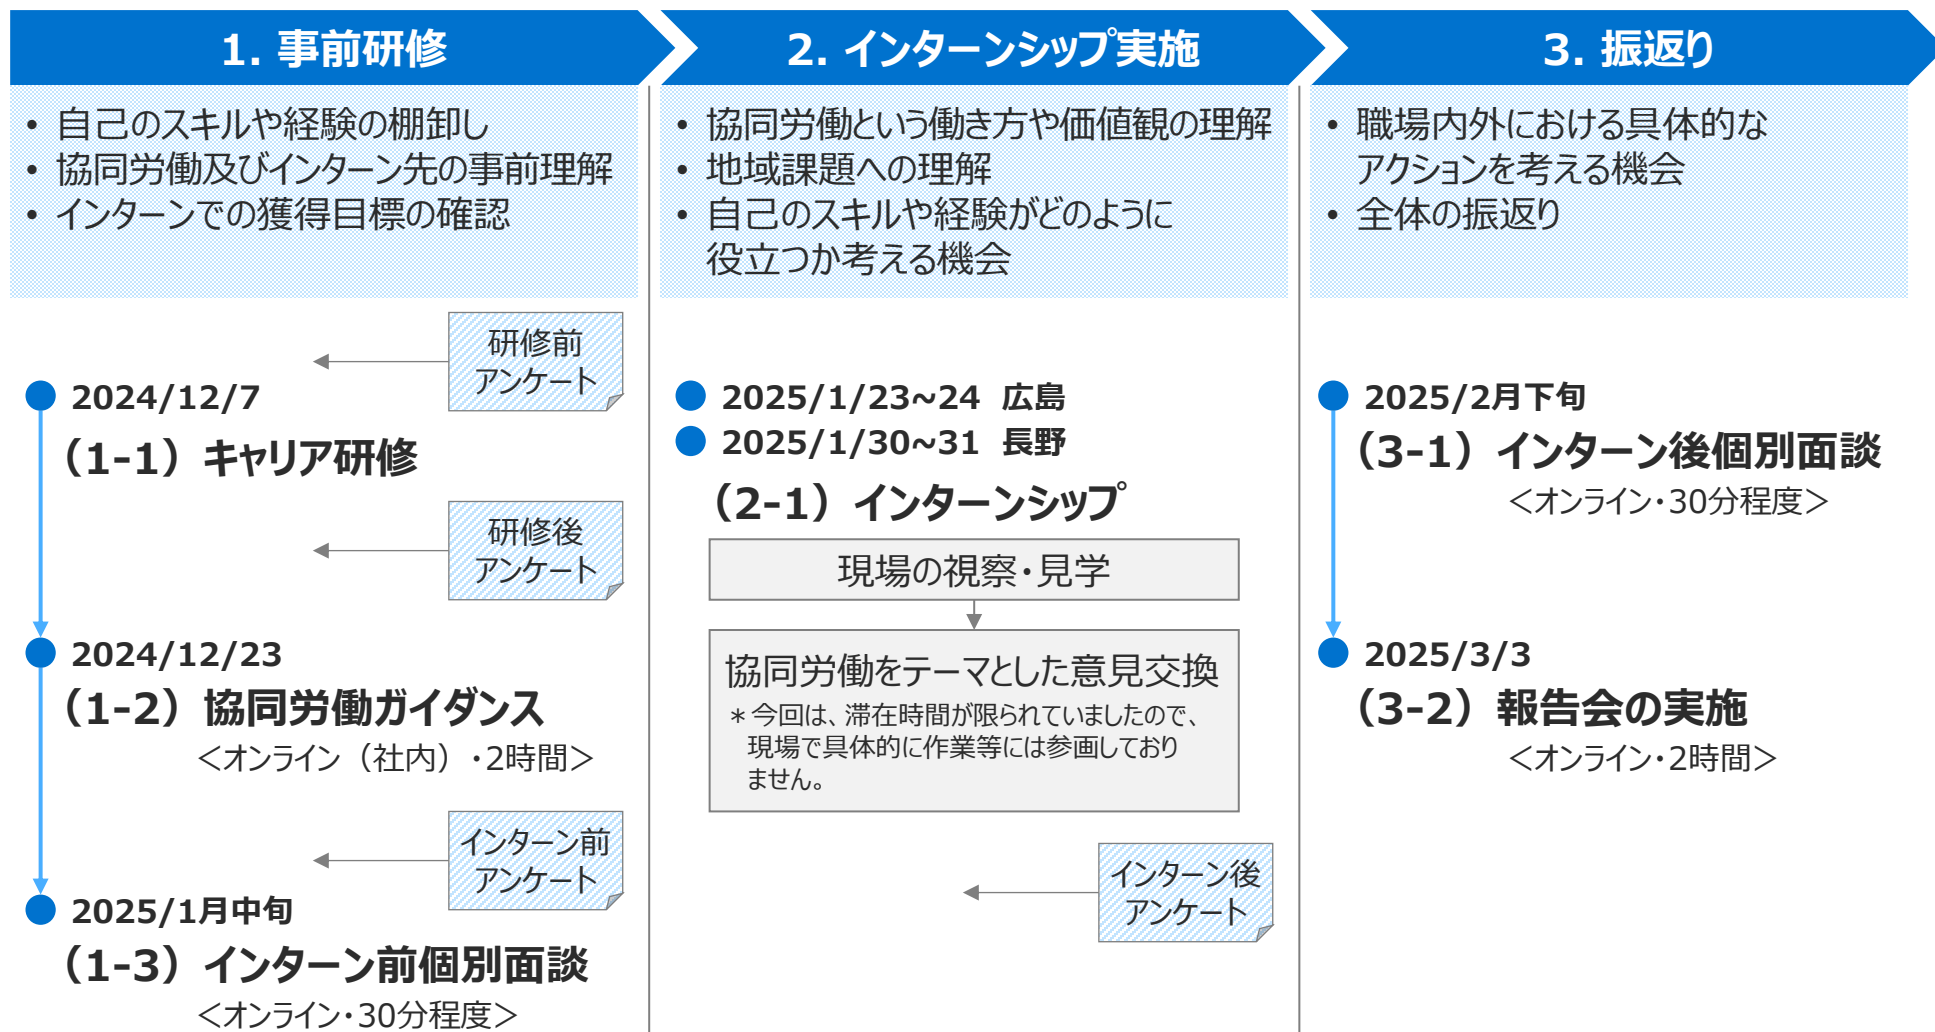 1. 事前研修
• 自己のスキルや経験の棚卸し
• 協同労働及びインターン先の事前理解
• インターンでの獲得目標の確認
研修前
アンケート
2024/12/7
（1-1）キャリア研修
研修後
アンケート
2024/12/23
（1-2）協同労働ガイダンス
＜オンライン（社内）・2時間＞
インターン前
アンケート
2025/1月中旬
（1-3）インターン前個別面談
＜オンライン・30分程度＞
2. インターンシップ実施
• 協同労働という働き方や価値観の理解
• 地域課題への理解
• 自己のスキルや経験がどのように
役立つか考える機会
2025/1/23~24 広島
2025/1/30~31 長野
（2-1）インターンシップ
現場の視察・見学
協同労働をテーマとした意見交換
＊今回は、滞在時間が限られていましたので、
現場で具体的に作業等には参画しており
ません。
インターン後
アンケート
3. 振返り
• 職場内外における具体的な
アクションを考える機会
• 全体の振返り
2025/2月下旬
（3-1）インターン後個別面談
＜オンライン・30分程度＞
2025/3/3
（3-2）報告会の実施
＜オンライン・2時間＞